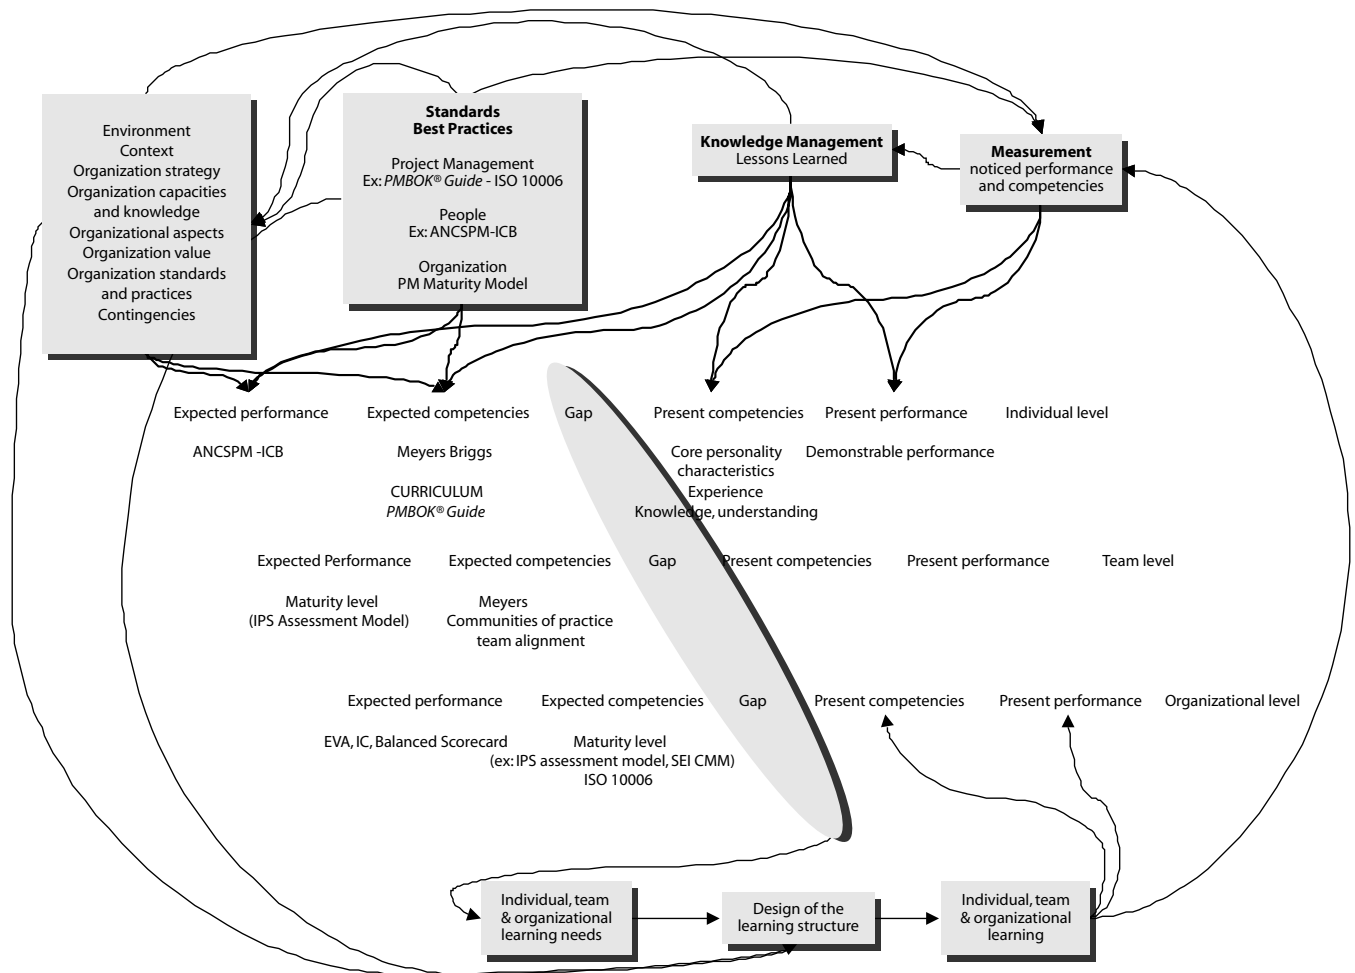 Environment
Context
Organization strategy
Organization capacities
and knowledge
Organizational aspects
Organization value
Organization standards
and practices
Contingencies
Standards
Best Practices
Project Management
Ex: PMBOK® Guide - ISO 10006
People
Ex: ANCSPM-ICB
Organization
PM Maturity Model
Knowledge Management
Lessons Learned
Measurement
noticed performance
and competencies
Expected performance
Expected competencies
Gap
Present competencies
Present performance
Individual level
ANCSPM -ICB
Meyers Briggs
CURRICULUM
PMBOK® Guide
Core personality
characteristics
Experience
Knowledge, understanding
Demonstrable performance
Expected Performance
Expected competencies
Gap
Present competencies
Present performance
Team level
Maturity level
(IPS Assessment Model)
Meyers
Communities of practice
team alignment
Expected performance
Expected competencies
Gap
Present competencies
Present performance
Organizational level
EVA, IC, Balanced Scorecard
Maturity level
(ex: IPS assessment model, SEI CMM)
ISO 10006
Individual, team
& organizational
learning needs
Design of the
learning structure
Individual, team
& organizational
learning